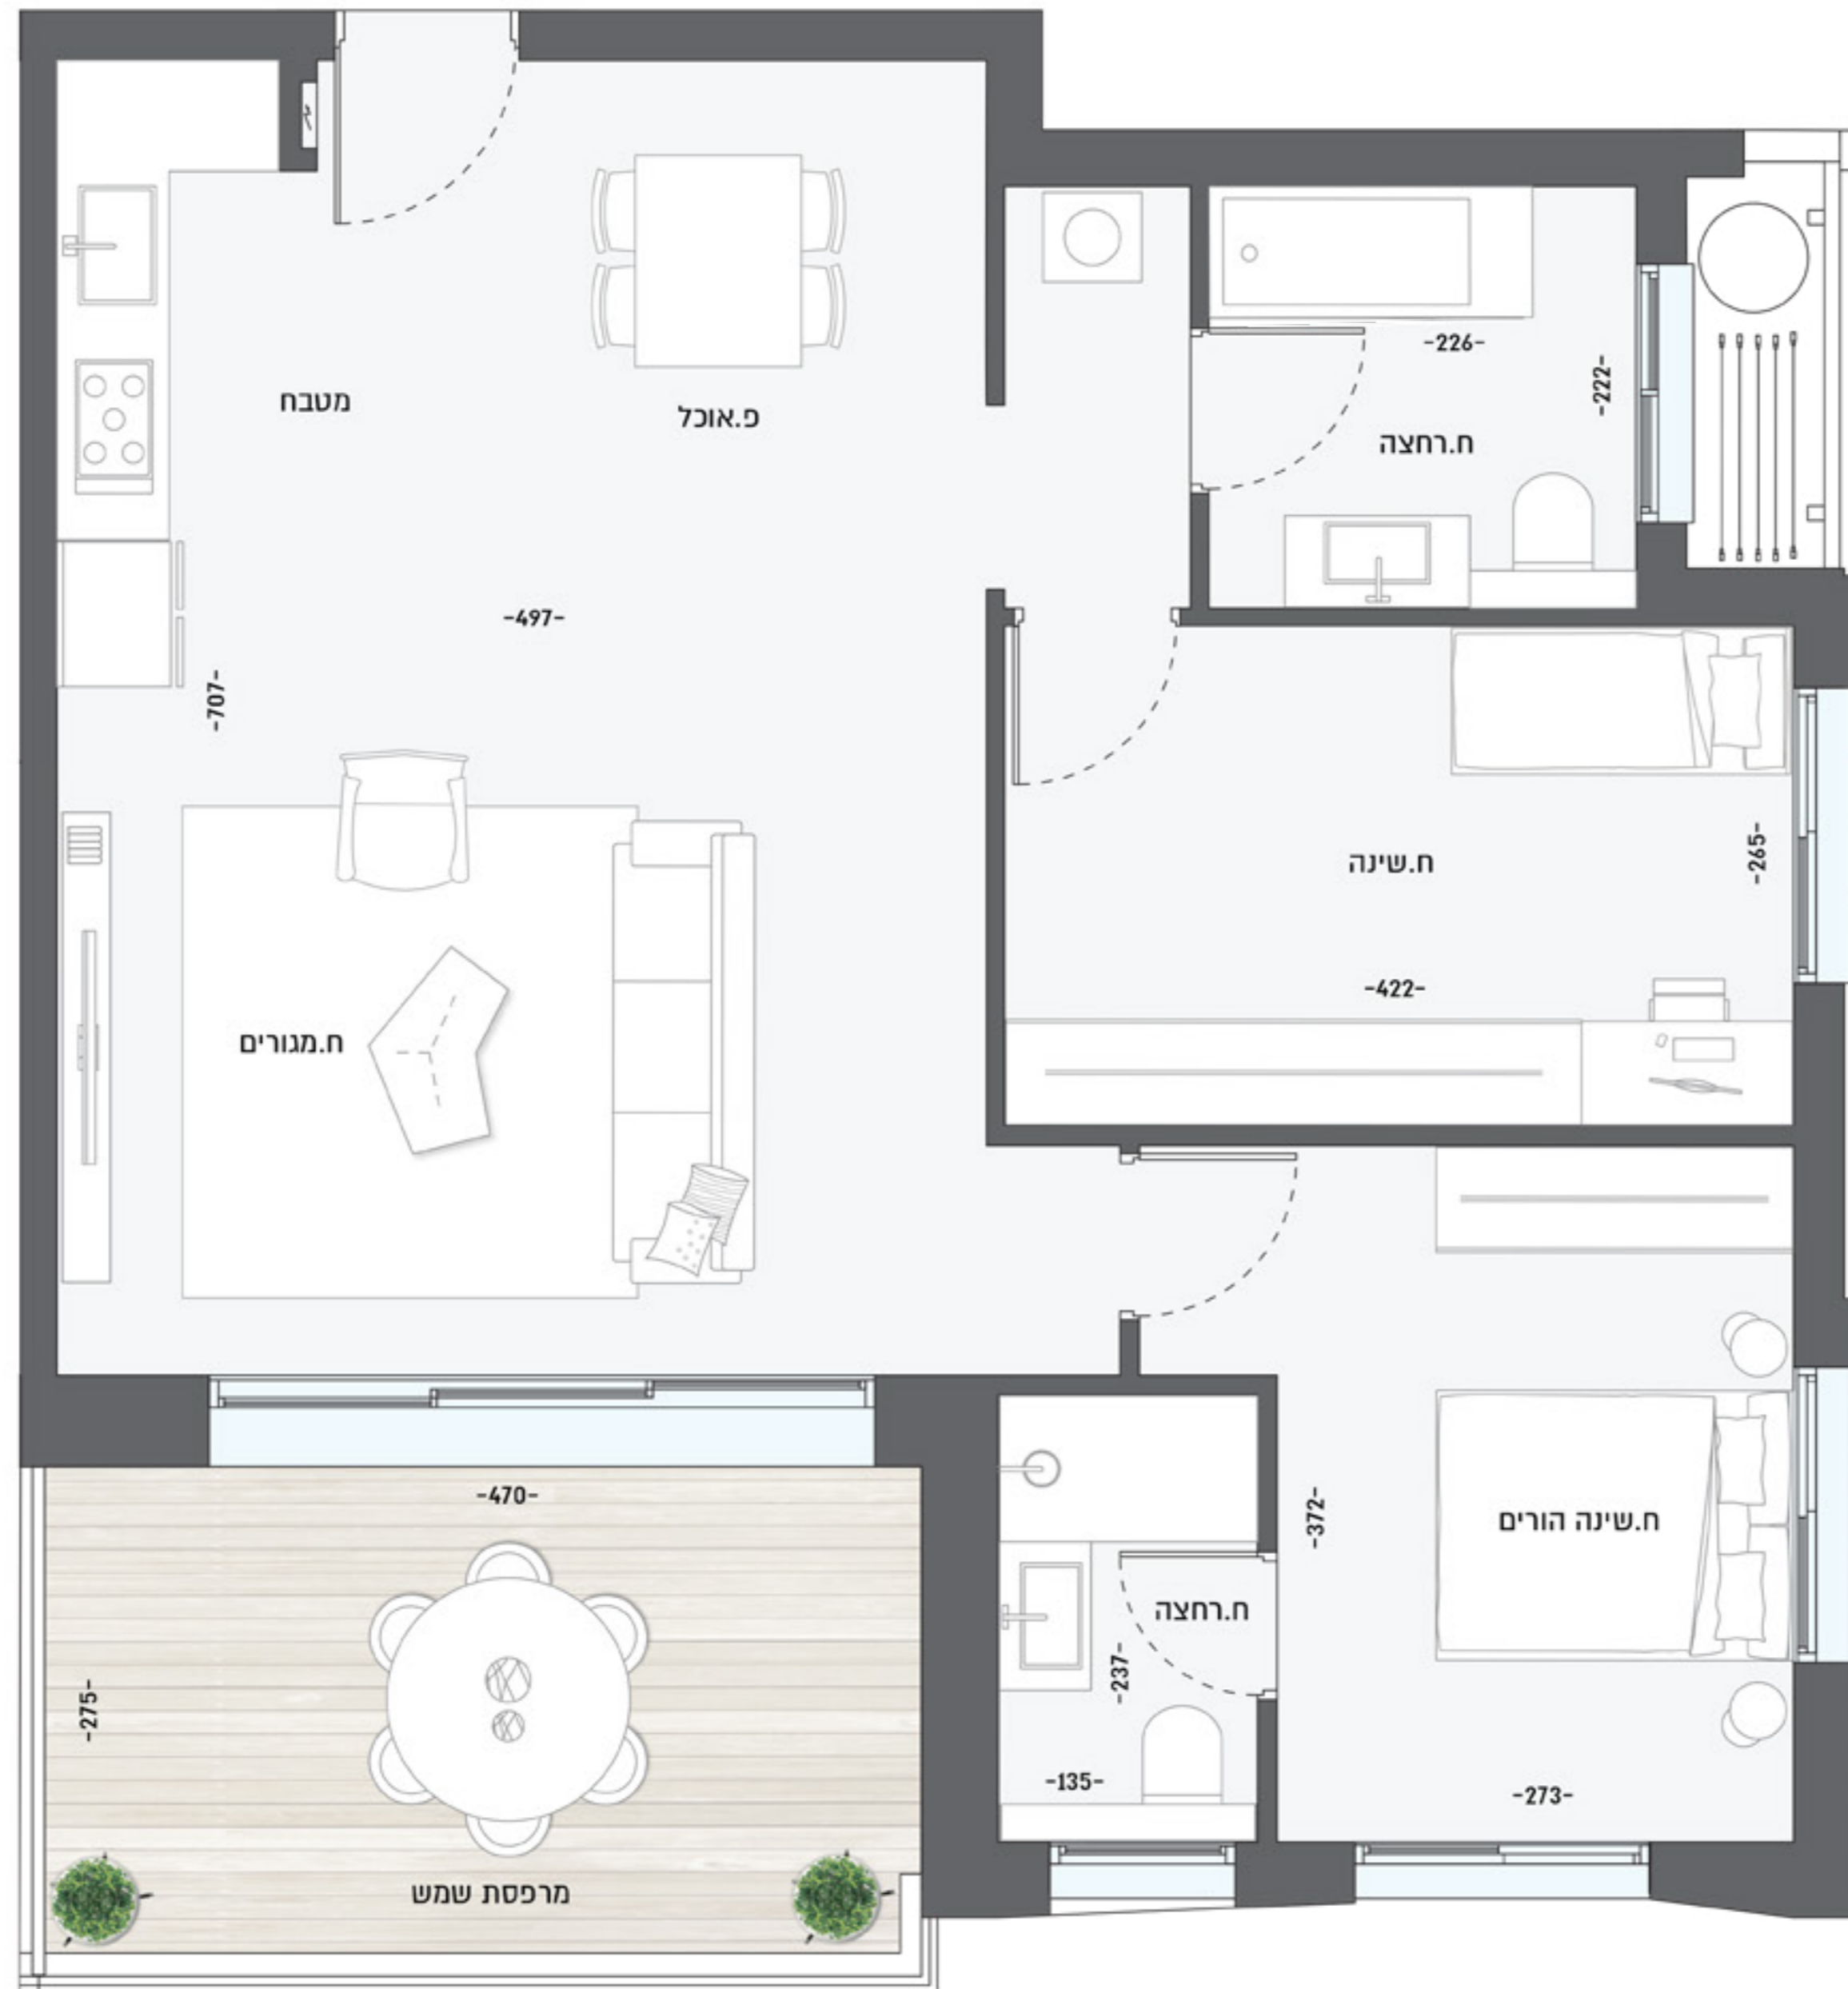 -226-
-222-
מטבח
פ.אוכל
ח.רחצה
-497-
-707-
-265-
ח.שינה
-422-
ח.מגורים
-470-
-372-
ח.שינה הורים
ח.רחצה
-237-
-275-
-135-
-273-
מרפסת שמש